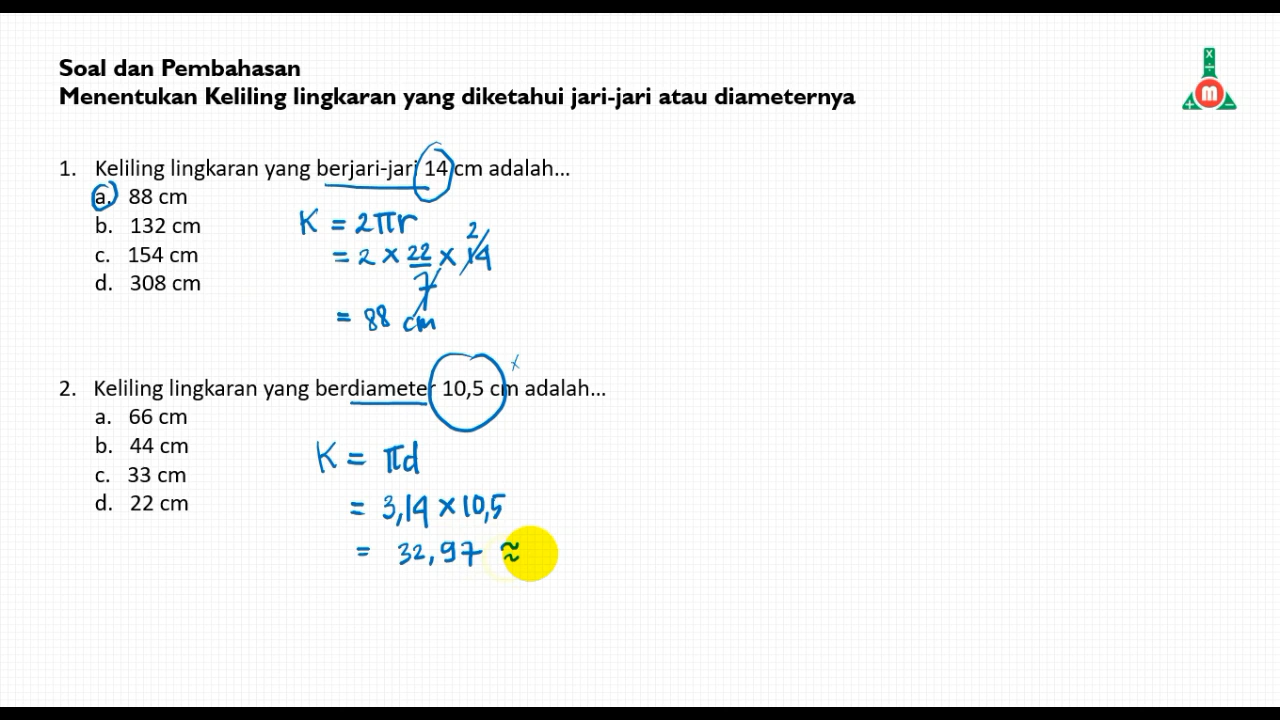 Soal dan Pembahasan
Menentukan Keliling lingkaran yang diketahui jari-jari atau diameternya
m
1. Keliling lingkaran yang berjari-jari 14 cm adalah...
a. 88 cm
b. 132 cm
c. 154 cm
d. 308 cm
K = 2πr
= 2 × 22/7 × 14 2
= 88 cm
2. Keliling lingkaran yang berdiameter 10,5 cm adalah...
a. 66 cm
b. 44 cm
c. 33 cm
d. 22 cm
K = πd
= 3,14 × 10,5
= 32,97 ≈